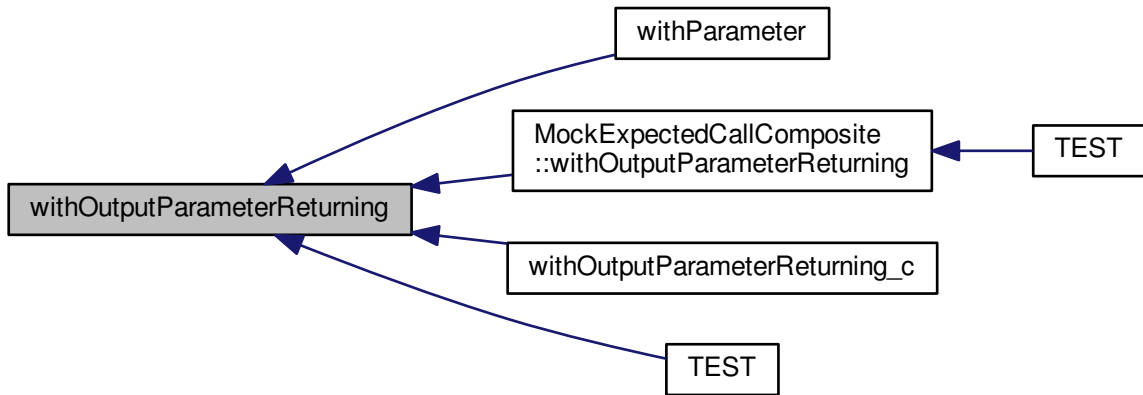 withParameter
MockExpectedCallComposite
::withOutputParameterReturning
TEST
withOutputParameterReturning
withOutputParameterReturning_c
TEST